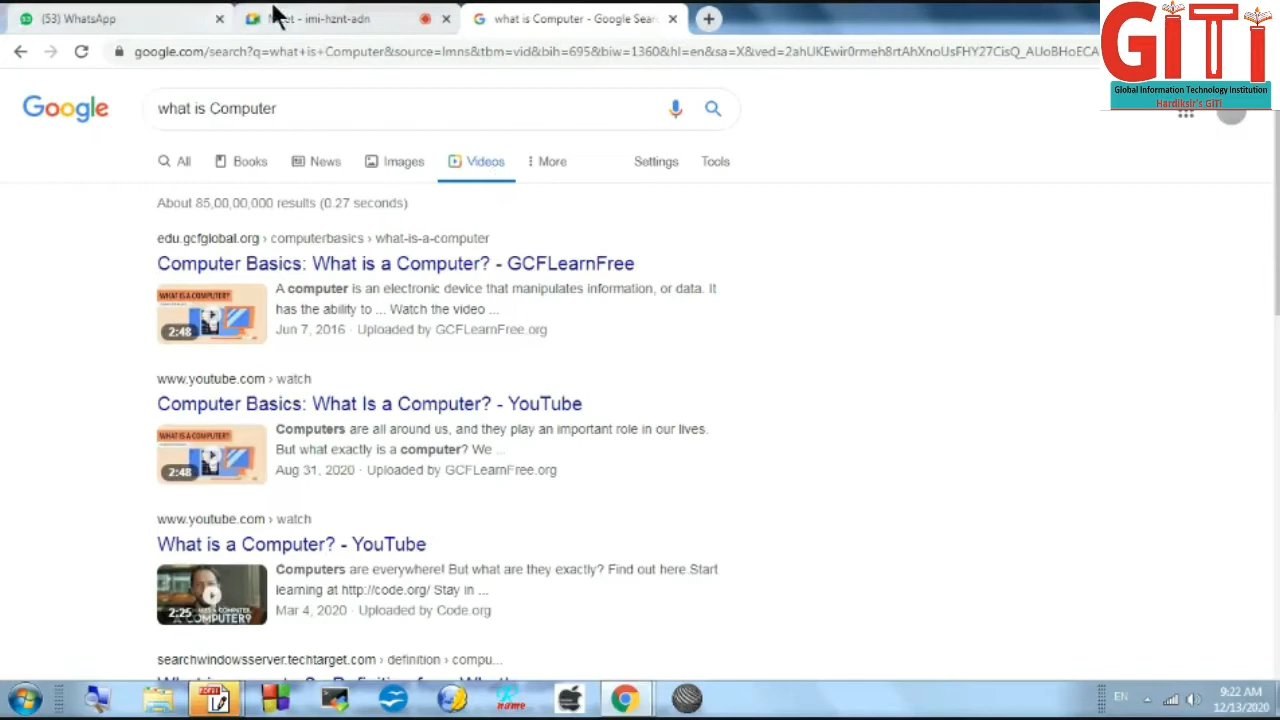 (53) WhatsApp
imi-hznt-adn
what is Computer - Google Sear
google.com/search?q=what+is+Computer&source=lmns&tbm=vid&bih=695&biw=1360&hl=en&sa=X&ved=2ahUKEwir0rmeh8rtAhXnoUsFHY27CisQ_AUoBHoECA
GiTi
Global Information Technology Institution
Hardiksir's GiTi
Google
what is Computer
All
Books
News
Images
Videos
More
Settings
Tools
About 85,00,00,000 results (0.27 seconds)
edu.gcfglobal.org › computerbasics › what-is-a-computer
Computer Basics: What is a Computer? - GCFLearnFree
WHAT IS A COMPUTER?
2:48
A computer is an electronic device that manipulates information, or data. It
has the ability to ... Watch the video ...
Jun 7, 2016 · Uploaded by GCFLearnFree.org
www.youtube.com › watch
Computer Basics: What Is a Computer? - YouTube
WHAT IS A COMPUTER?
2:48
Computers are all around us, and they play an important role in our lives.
But what exactly is a computer? We ...
Aug 31, 2020 · Uploaded by GCFLearnFree.org
www.youtube.com › watch
What is a Computer? - YouTube
2:25
A COMPUTER?
Computers are everywhere! But what are they exactly? Find out here.Start
learning at http://code.org/ Stay in ...
Mar 4, 2020 · Uploaded by Code.org
searchwindowsserver.techtarget.com › definition › compu...
EN
9:22 AM
12/13/2020